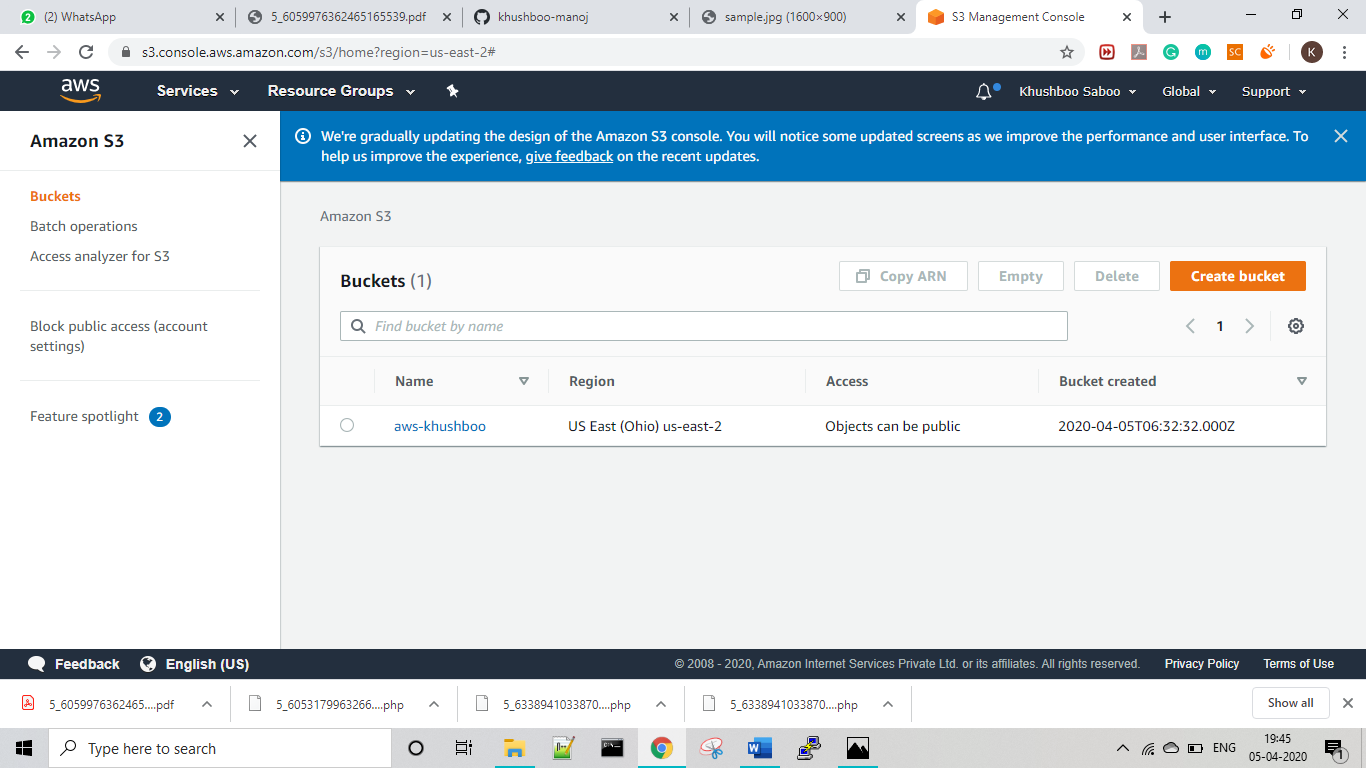 (2) WhatsApp
5_6059976362465165539.pdf
khushboo-manoj
sample.jpg (1600×900)
S3 Management Console
s3.console.aws.amazon.com/s3/home?region=us-east-2#
K
aws
Services
Resource Groups
Khushboo Saboo
Global
Support
Amazon S3
We're gradually updating the design of the Amazon S3 console. You will notice some updated screens as we improve the performance and user interface. To
help us improve the experience, give feedback on the recent updates.
Buckets
Batch operations
Access analyzer for S3
Block public access (account
settings)
Feature spotlight 2
Amazon S3
Buckets (1)
Copy ARN
Empty
Delete
Create bucket
Find bucket by name
1
Name
Region
Access
Bucket created
aws-khushboo
US East (Ohio) us-east-2
Objects can be public
2020-04-05T06:32:32.000Z
Feedback
English (US)
© 2008 - 2020, Amazon Internet Services Private Ltd. or its affiliates. All rights reserved.
Privacy Policy
Terms of Use
5_6059976362465....pdf
5_6053179963266....php
5_6338941033870....php
5_6338941033870....php
Show all
Type here to search
ENG
19:45
05-04-2020
1